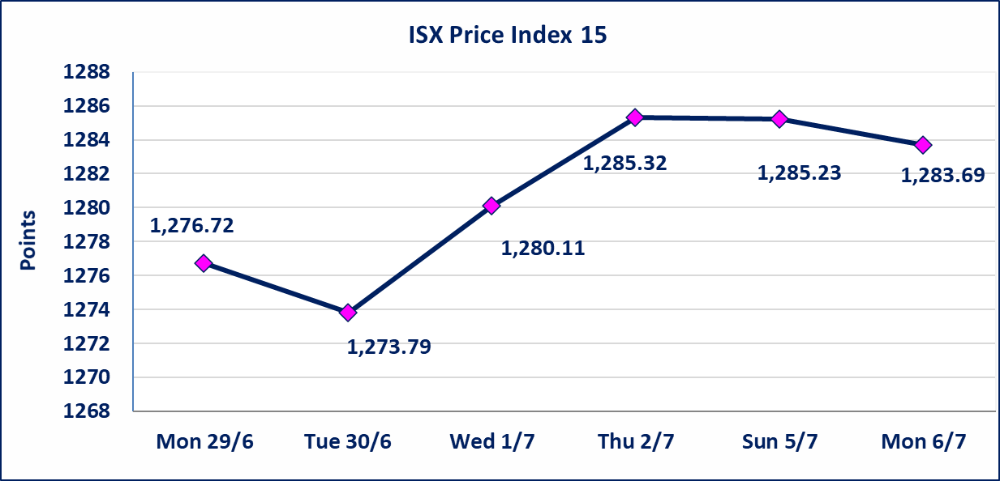 ISX Price Index 15
1288
1286
1284
1282
1280
1278
1276
1274
1272
1270
1268
Points
1,276.72
1,273.79
1,280.11
1,285.32
1,285.23
1,283.69
Mon 29/6
Tue 30/6
Wed 1/7
Thu 2/7
Sun 5/7
Mon 6/7